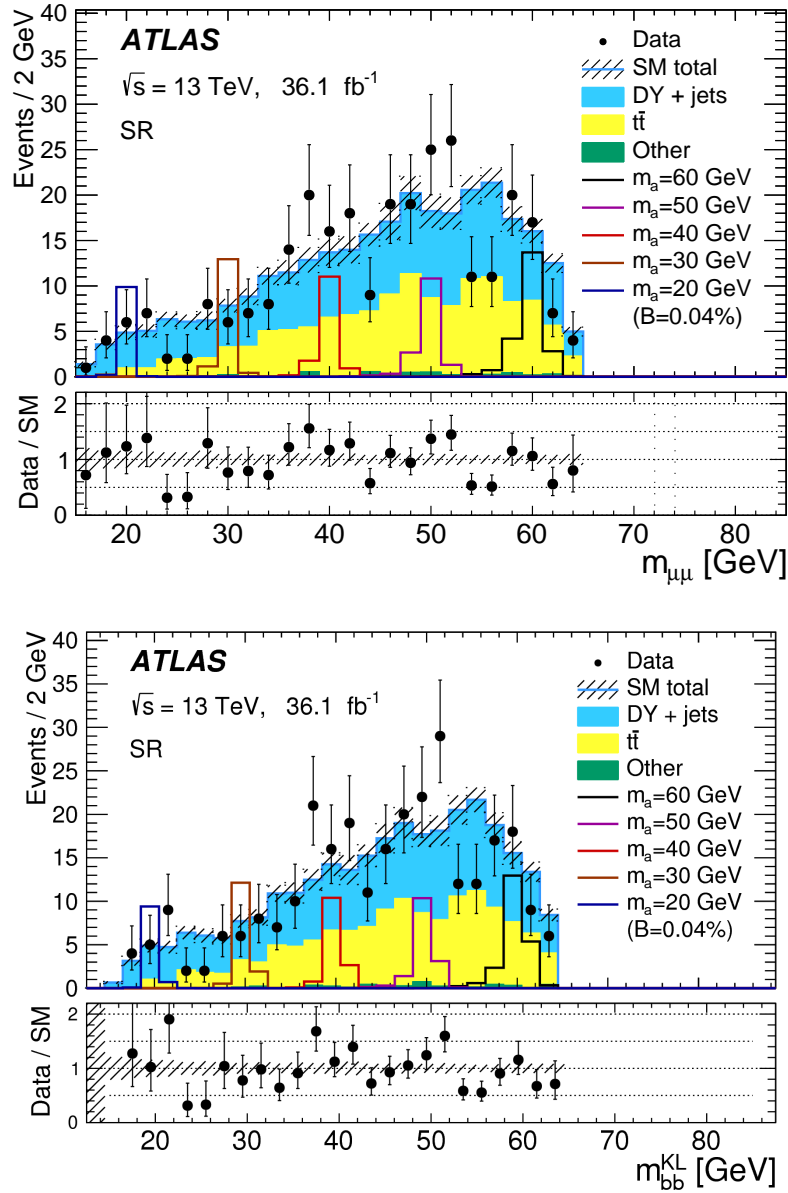 40
35
30
25
20
15
10
5
0
Events / 2 GeV
ATLAS
√s = 13 TeV, 36.1 fb⁻¹
SR
Data
SM total
DY + jets
tt̄
Other
mₐ=60 GeV
mₐ=50 GeV
mₐ=40 GeV
mₐ=30 GeV
mₐ=20 GeV
(B=0.04%)
2
1
0
Data / SM
20 30 40 50 60 70 80
m_μμ [GeV]
40
35
30
25
20
15
10
5
0
Events / 2 GeV
ATLAS
√s = 13 TeV, 36.1 fb⁻¹
SR
Data
SM total
DY + jets
tt̄
Other
mₐ=60 GeV
mₐ=50 GeV
mₐ=40 GeV
mₐ=30 GeV
mₐ=20 GeV
(B=0.04%)
2
1
0
Data / SM
20 30 40 50 60 70 80
m_bb^KL [GeV]